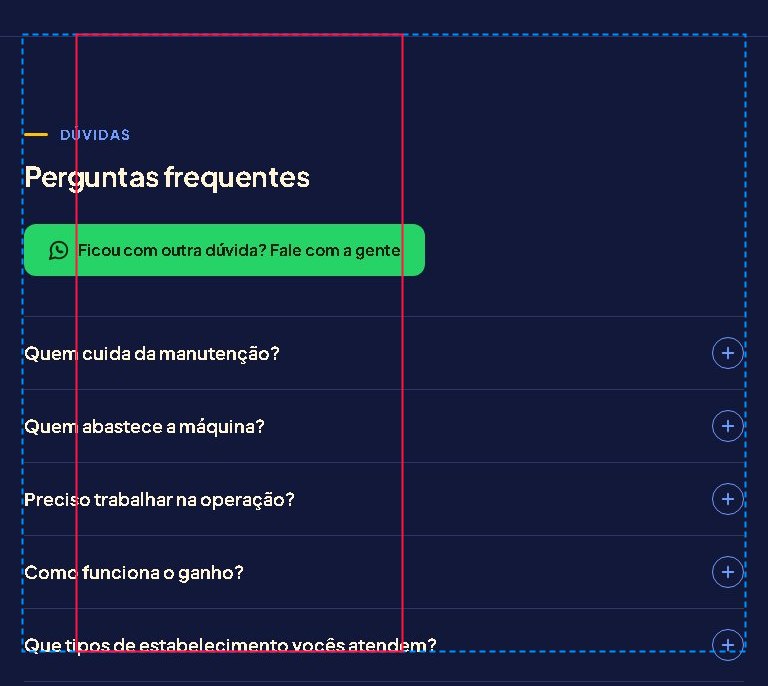 DÚVIDAS
Perguntas frequentes
Ficou com outra dúvida? Fale com a gente
Quem cuida da manutenção?
Quem abastece a máquina?
Preciso trabalhar na operação?
Como funciona o ganho?
Que tipos de estabelecimento vocês atendem?